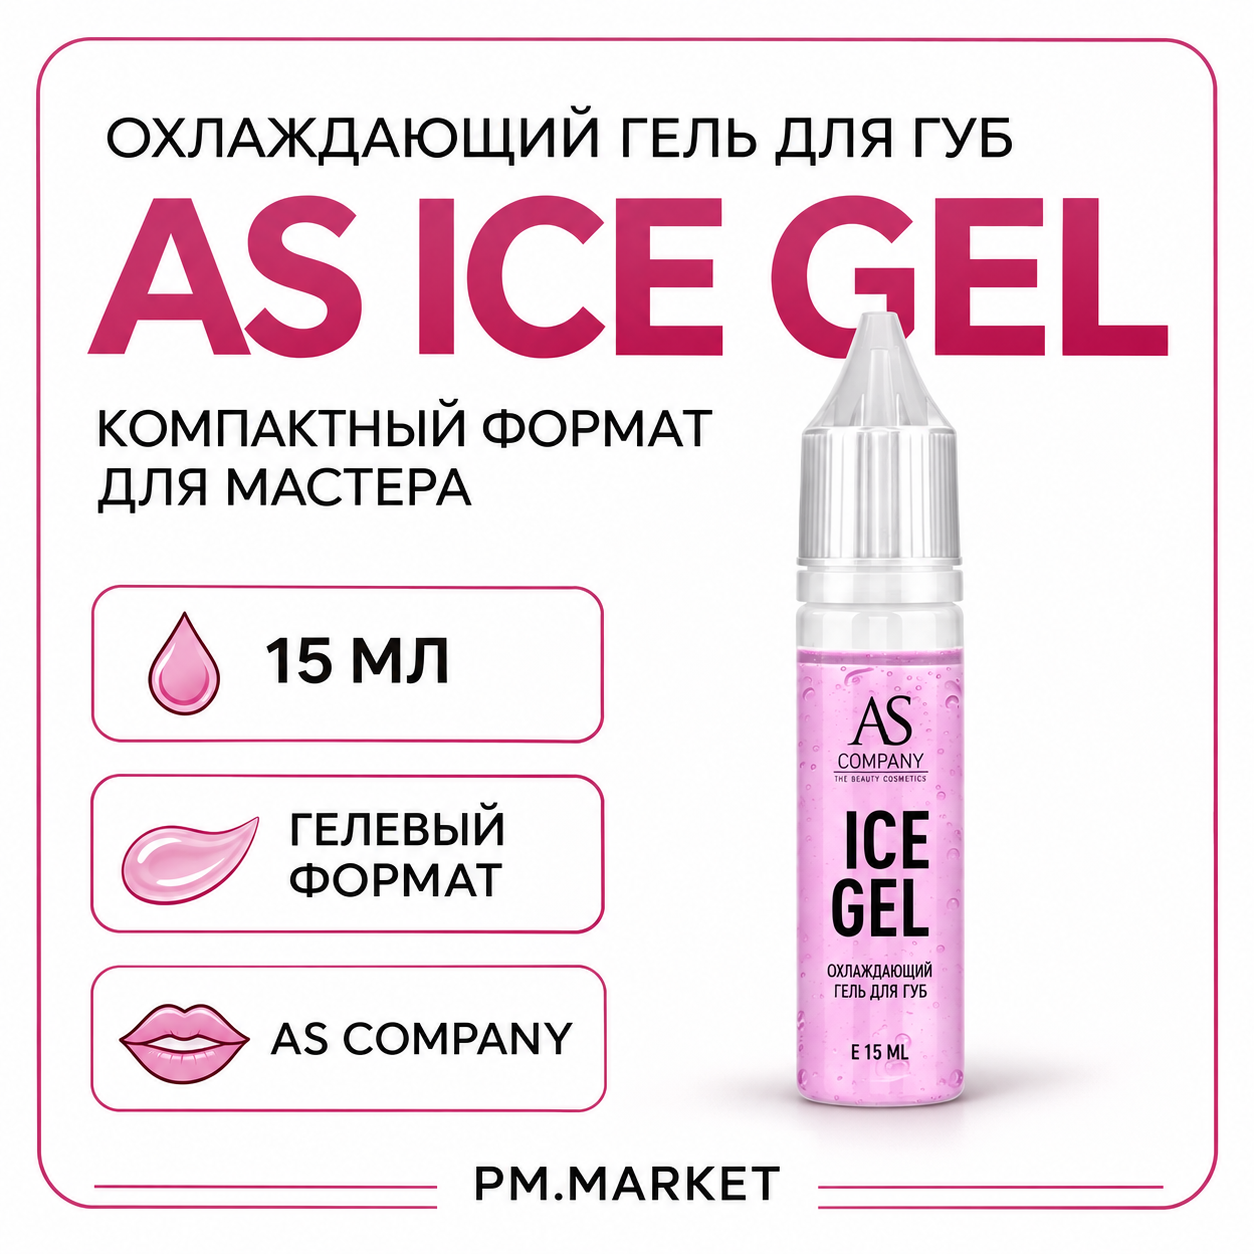 ОХЛАЖДАЮЩИЙ ГЕЛЬ ДЛЯ ГУБ
AS ICE GEL
КОМПАКТНЫЙ ФОРМАТ
ДЛЯ МАСТЕРА
15 МЛ
ГЕЛЕВЫЙ
ФОРМАТ
AS COMPANY
AS
COMPANY
THE BEAUTY COSMETICS
ICE
GEL
ОХЛАЖДАЮЩИЙ
ГЕЛЬ ДЛЯ ГУБ
E 15 ML
PM.MARKET